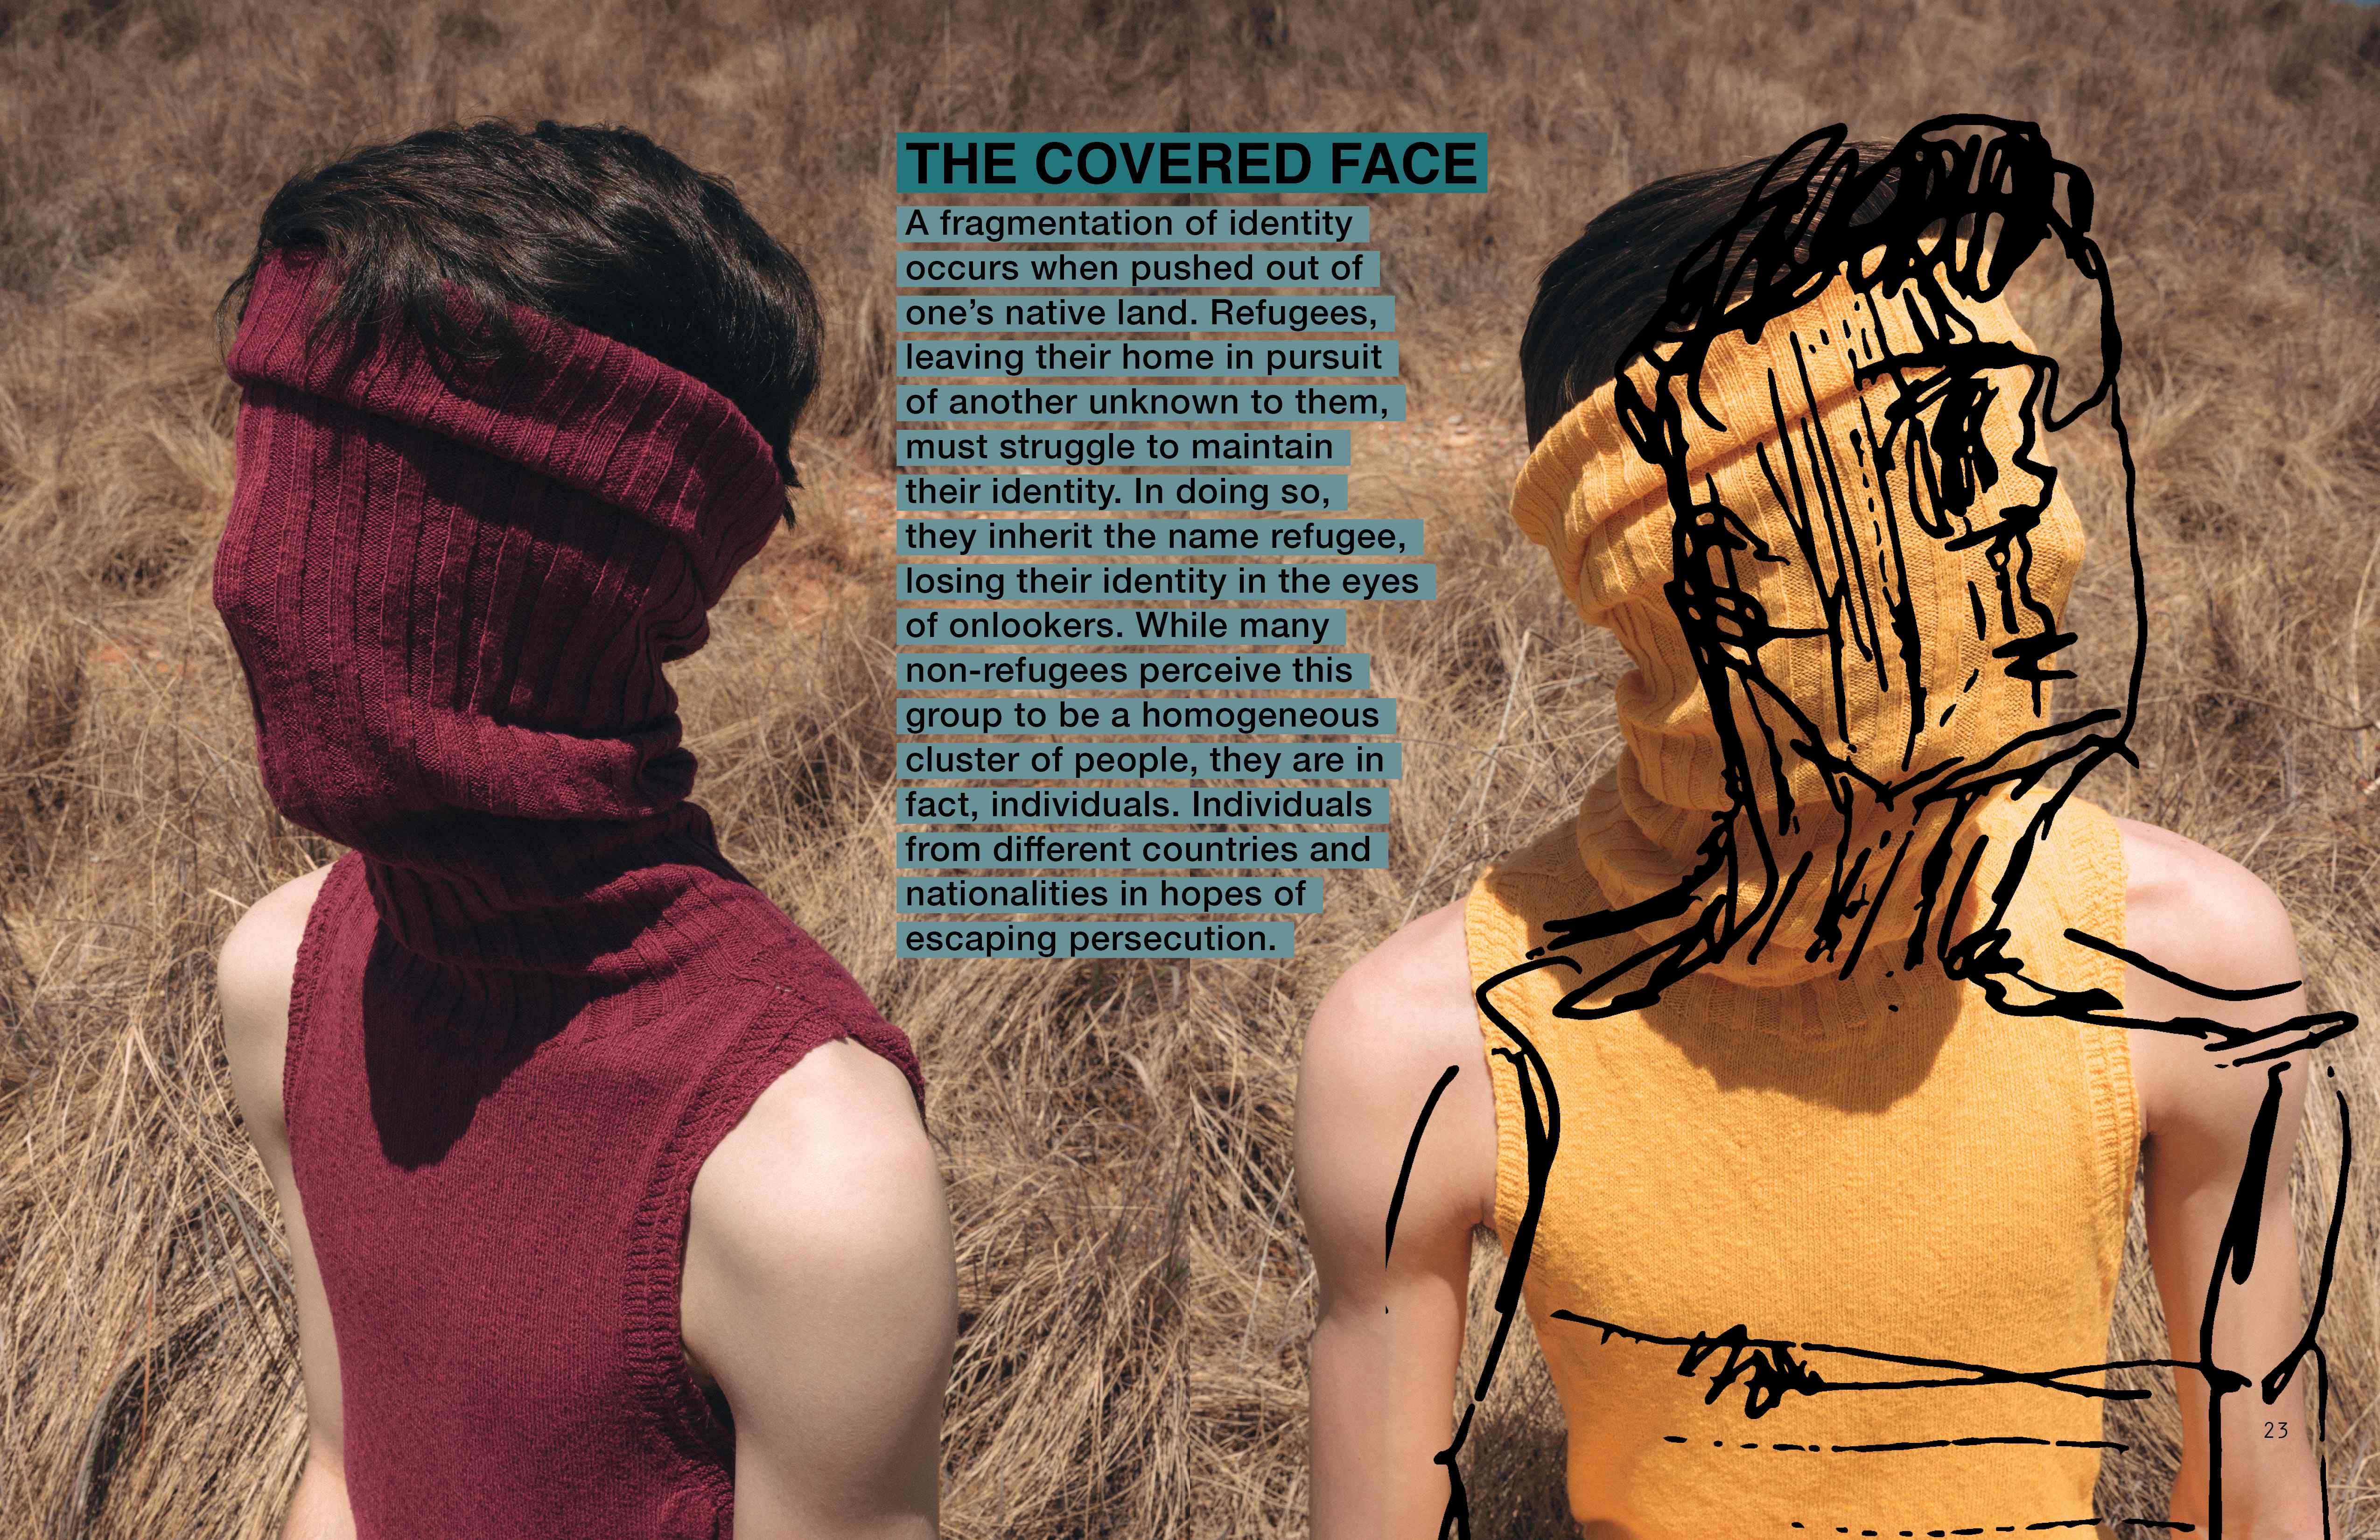 THE COVERED FACE
A fragmentation of identity
occurs when pushed out of
one’s native land. Refugees,
leaving their home in pursuit
of another unknown to them,
must struggle to maintain
their identity. In doing so,
they inherit the name refugee,
losing their identity in the eyes
of onlookers. While many
non-refugees perceive this
group to be a homogeneous
cluster of people, they are in
fact, individuals. Individuals
from different countries and
nationalities in hopes of
escaping persecution.
23